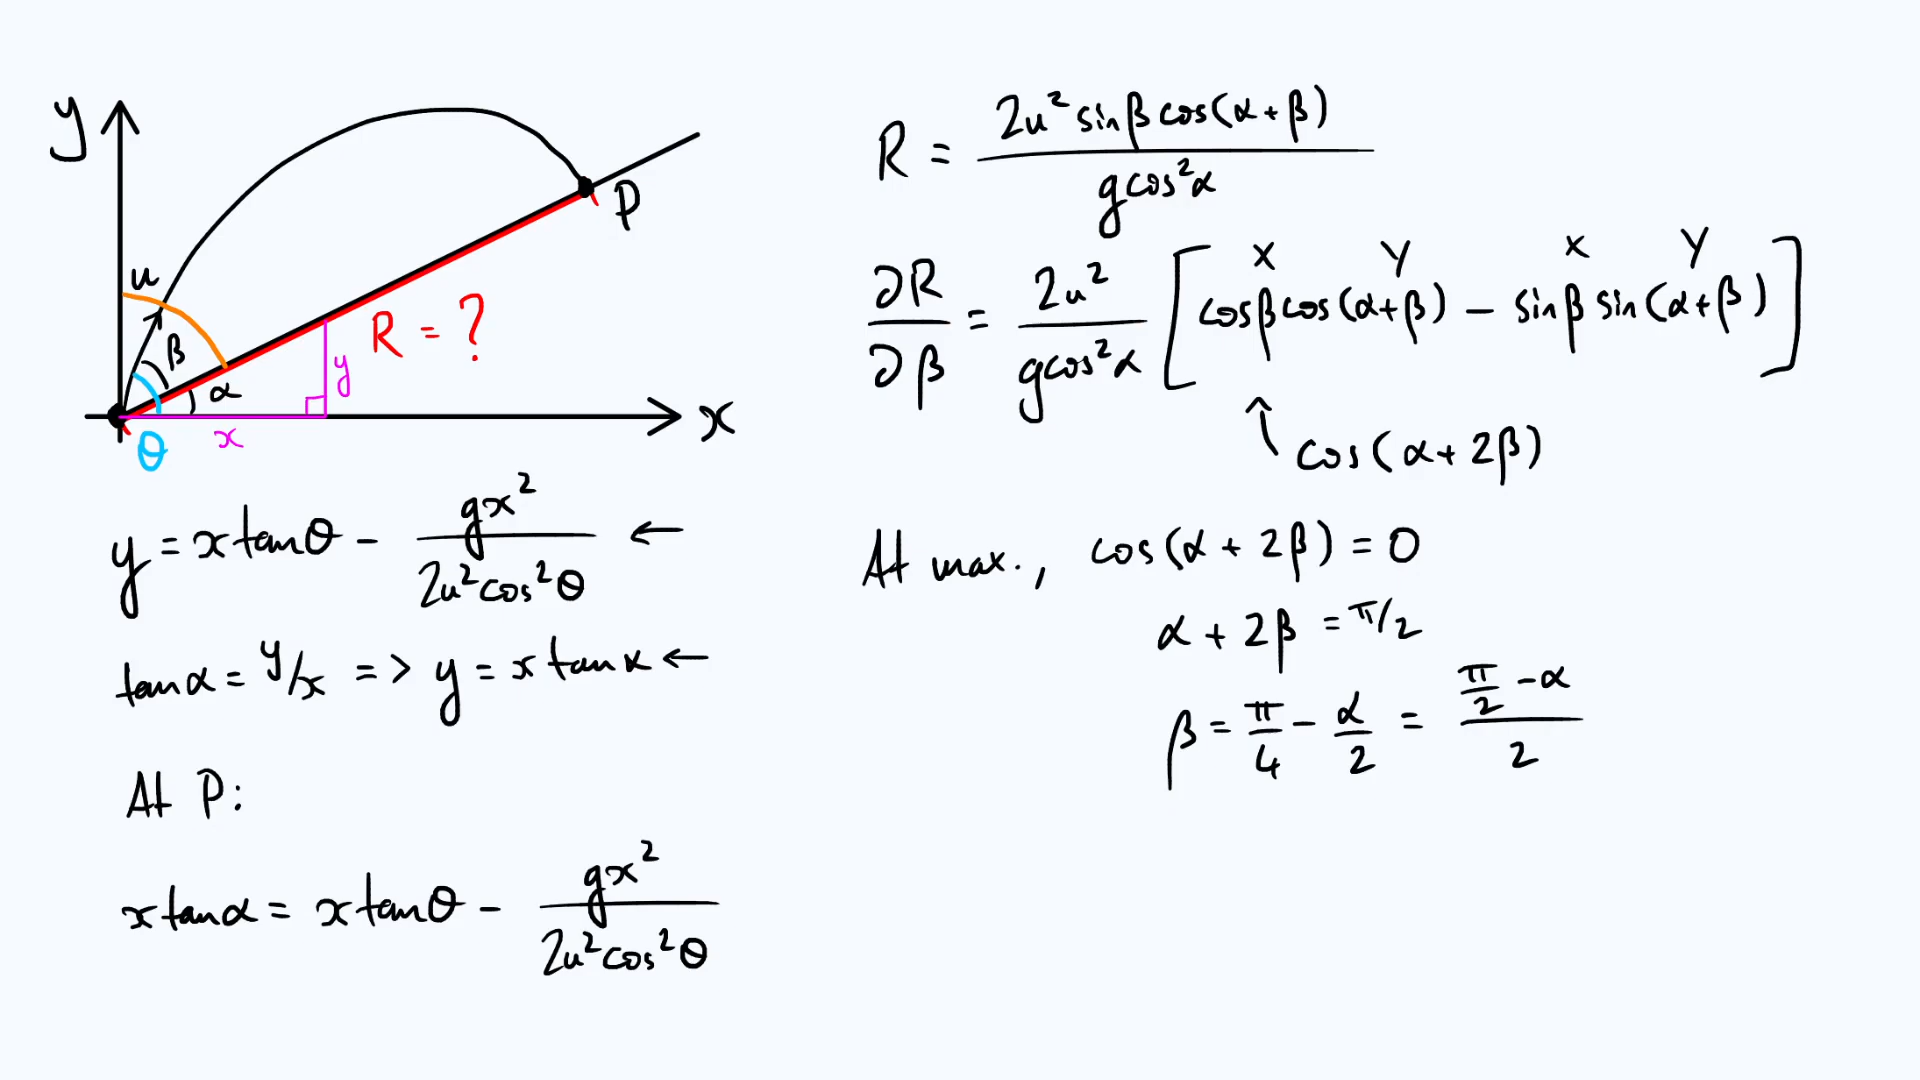 y
u
β
α
θ
x
y
R = ?
P
x
y = x tanθ - gx²/(2u²cos²θ) ←
tanα = y/x => y = x tanα ←
At P:
x tanα = x tanθ - gx²/(2u²cos²θ)
R = 2u² sinβ cos(α+β)/(g cos²α)
X Y X Y
∂R/∂β = 2u²/(g cos²α) [cosβ cos(α+β) - sinβ sin(α+β)]
↑ cos(α+2β)
At max., cos(α + 2β) = 0
α + 2β = π/2
β = π/4 - α/2 = (π/2 - α)/2